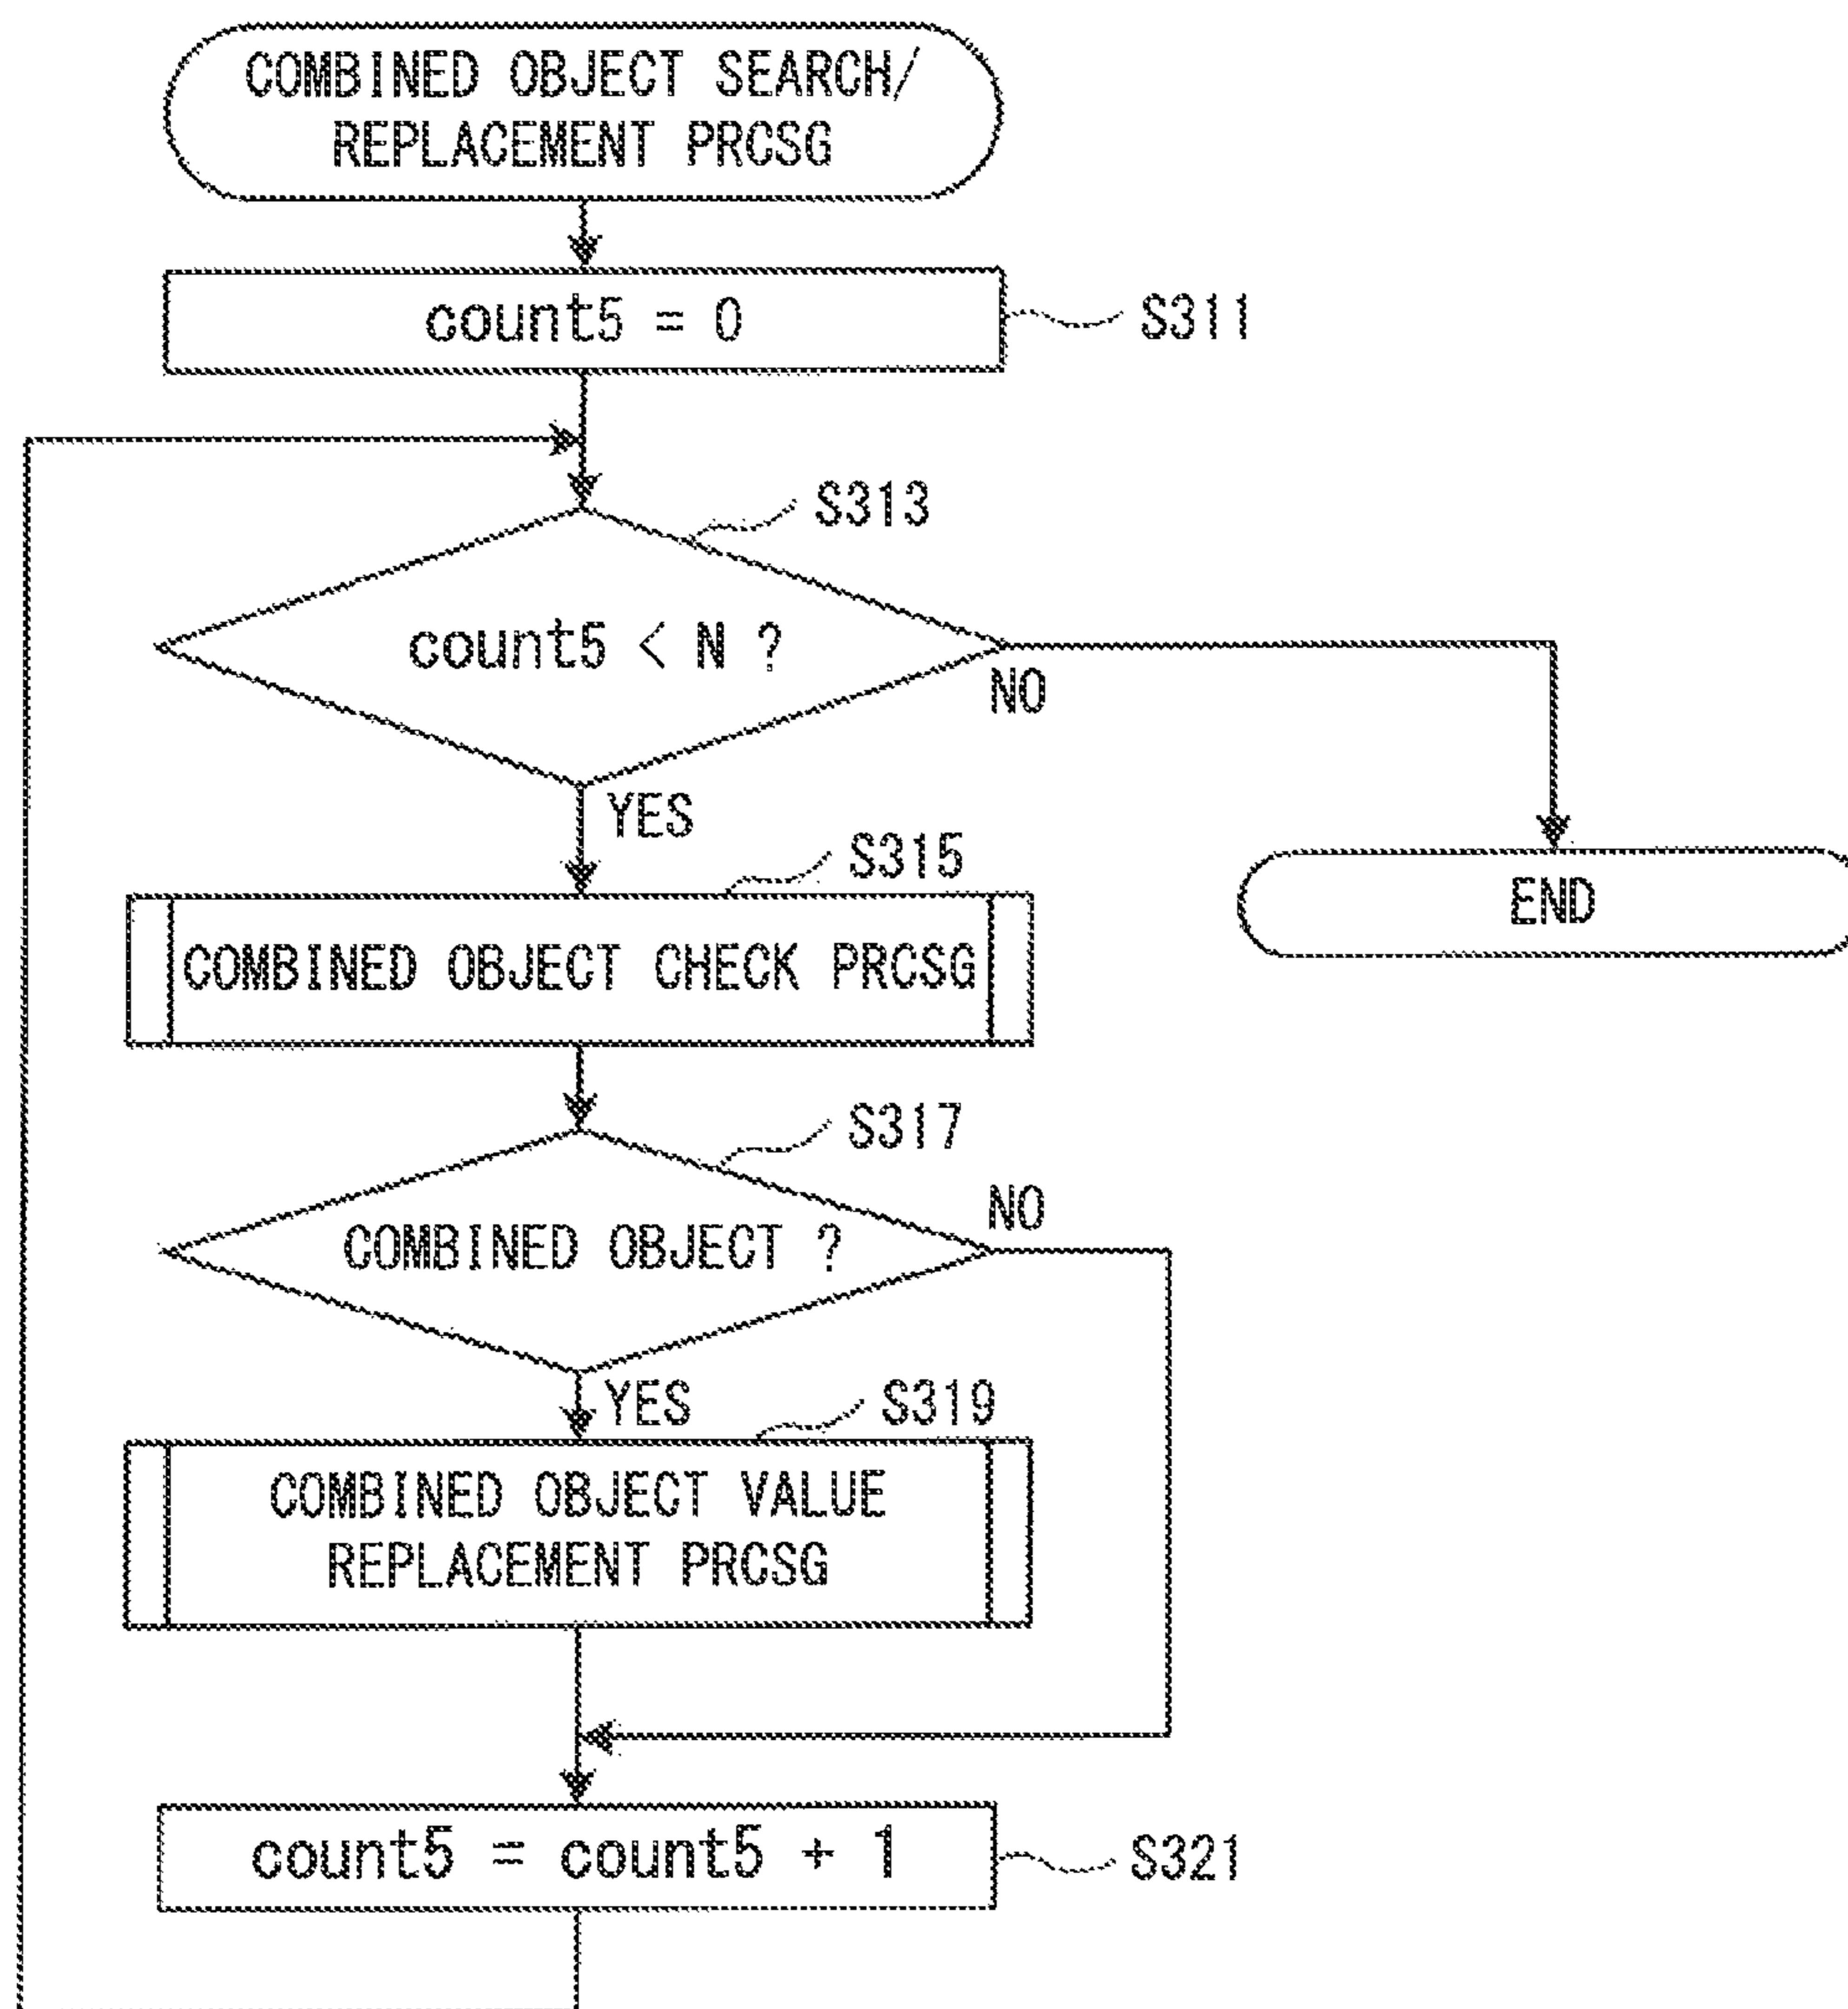 COMBINED OBJECT SEARCH/
REPLACEMENT PRCSG
count5 = 0
S311
S313
count5 < N ?
NO
YES
S315
END
COMBINED OBJECT CHECK PRCSG
S317
NO
COMBINED OBJECT ?
YES
S319
COMBINED OBJECT VALUE
REPLACEMENT PRCSG
count5 = count5 + 1
S321